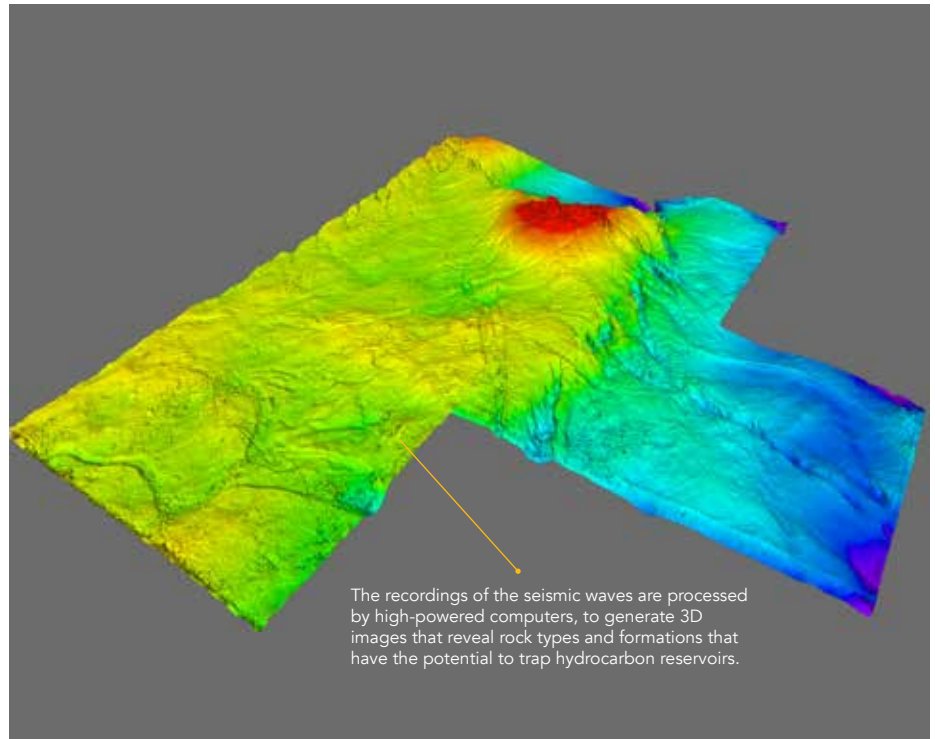 The recordings of the seismic waves are processed
by high-powered computers, to generate 3D
images that reveal rock types and formations that
have the potential to trap hydrocarbon reservoirs.